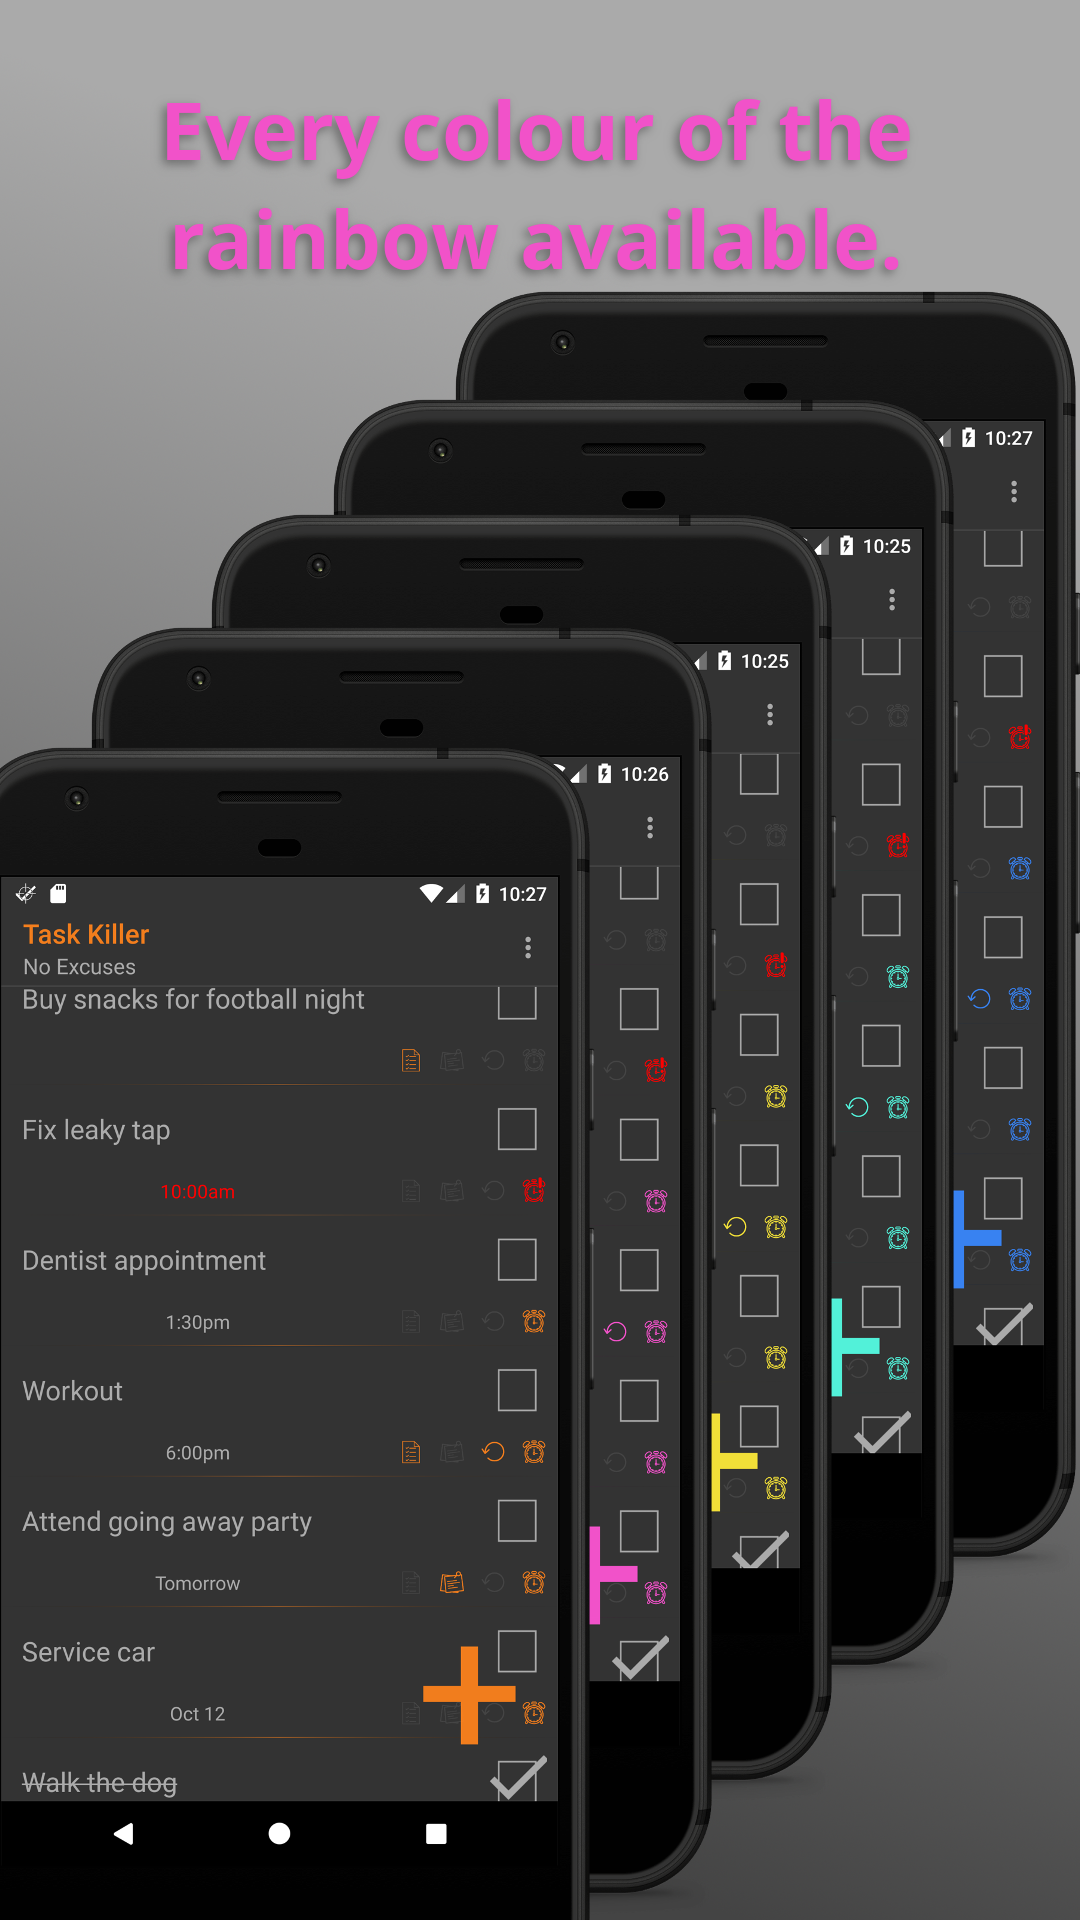 Every colour of the
rainbow available.
10:27
10:25
10:25
10:26
10:27
Task Killer
No Excuses
Buy snacks for football night
Fix leaky tap
10:00am
Dentist appointment
1:30pm
Workout
6:00pm
Attend going away party
Tomorrow
Service car
Oct 12
Walk the dog